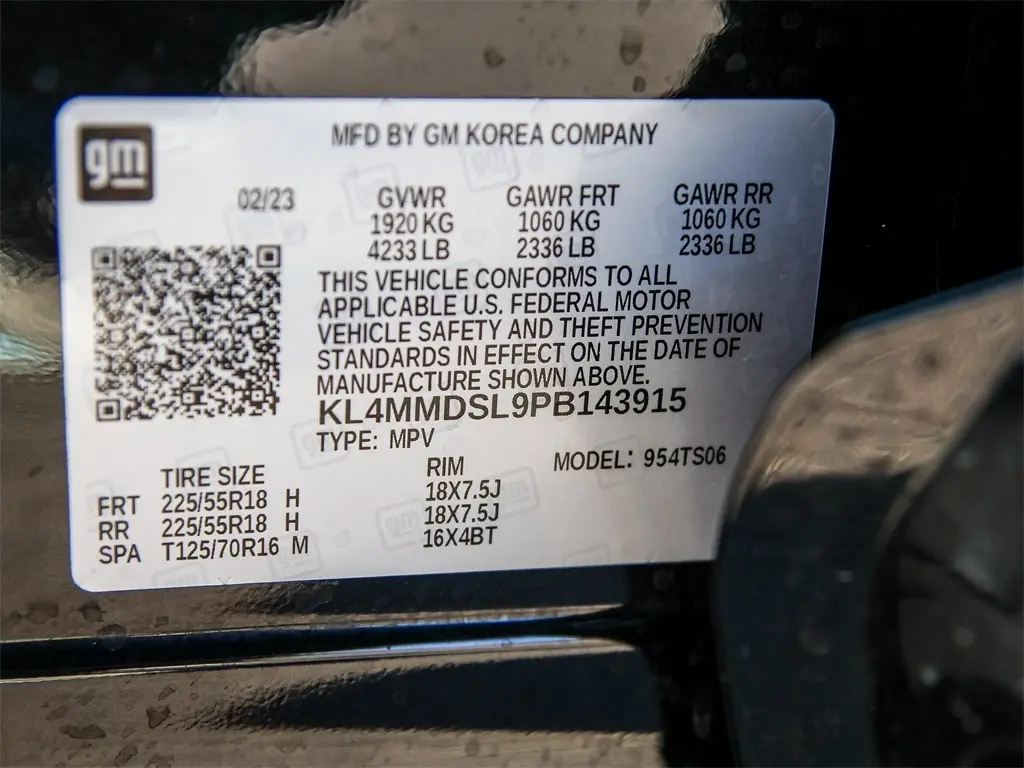 gm
MFD BY GM KOREA COMPANY
02/23 GVWR GAWR FRT GAWR RR
1920 KG 1060 KG 1060 KG
4233 LB 2336 LB 2336 LB
THIS VEHICLE CONFORMS TO ALL
APPLICABLE U.S. FEDERAL MOTOR
VEHICLE SAFETY AND THEFT PREVENTION
STANDARDS IN EFFECT ON THE DATE OF
MANUFACTURE SHOWN ABOVE.
KL4MMDSL9PB143915
TYPE: MPV
TIRE SIZE RIM MODEL: 954TS06
FRT 225/55R18 H 18X7.5J
RR 225/55R18 H 18X7.5J
SPA T125/70R16 M 16X4BT